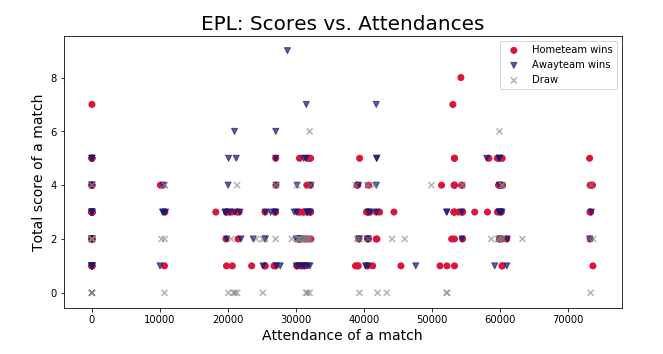 EPL: Scores vs. Attendances
Hometeam wins
Awayteam wins
Draw
Total score of a match
8
6
4
2
0
0 10000 20000 30000 40000 50000 60000 70000
Attendance of a match